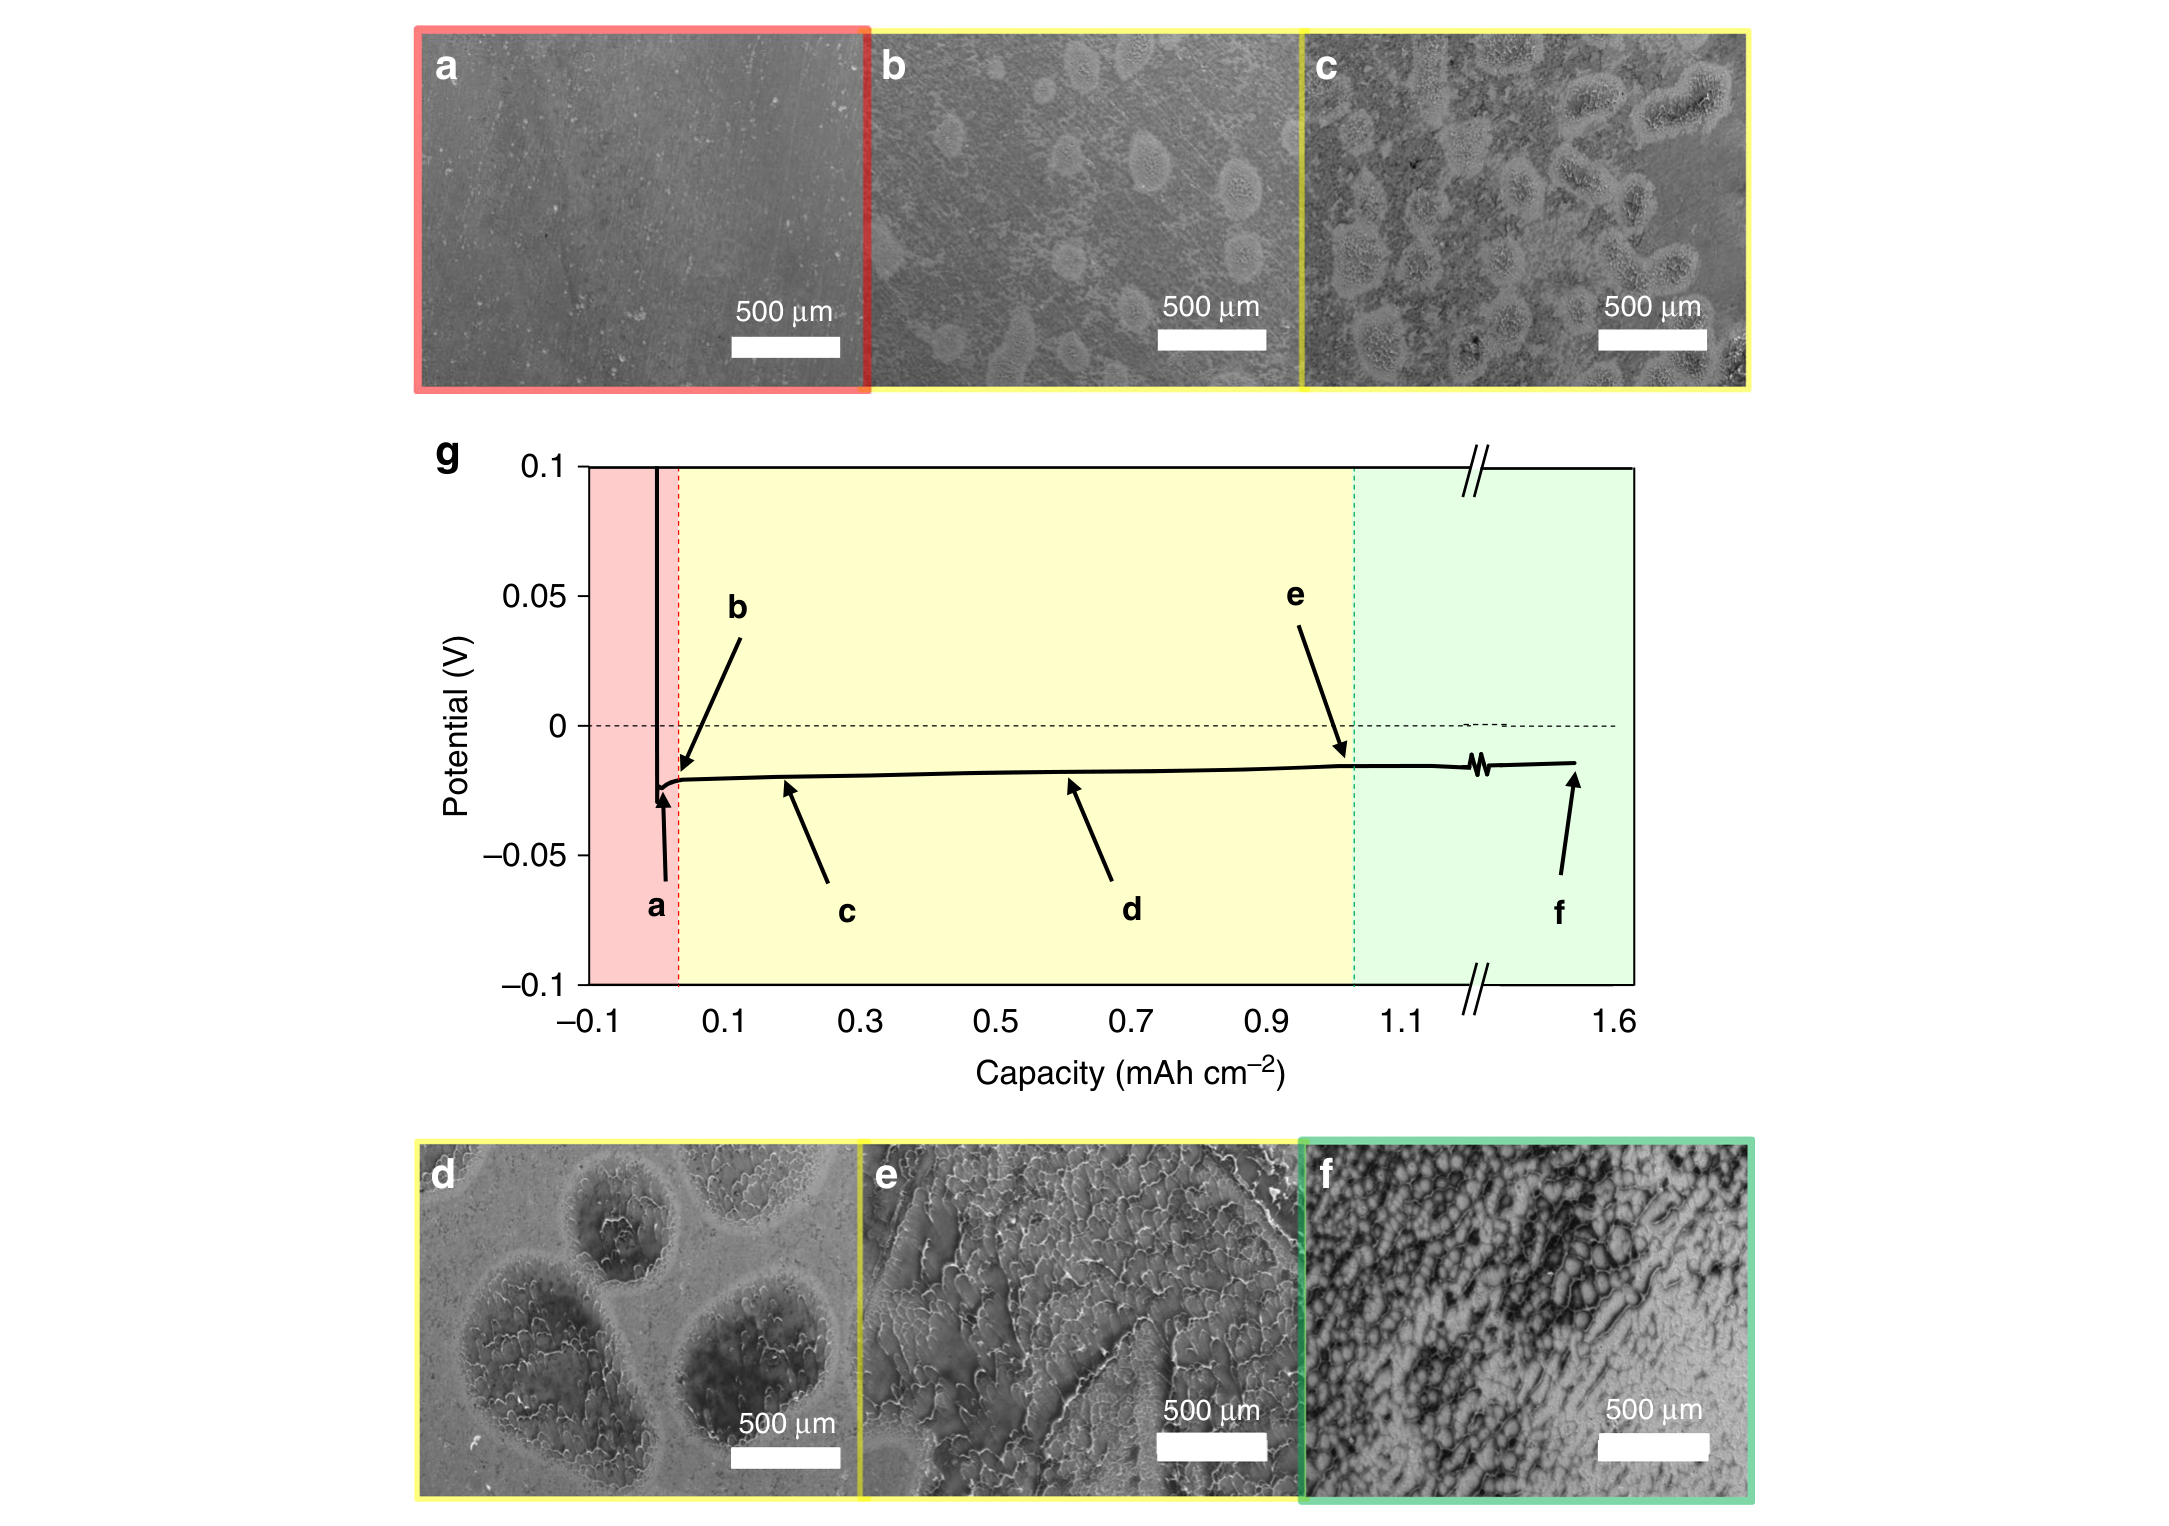 a
b
c
500 μm
500 μm
500 μm
g
0.1
0.05
0
–0.05
–0.1
Potential (V)
b
e
a
c
d
f
–0.1 0.1 0.3 0.5 0.7 0.9 1.1 1.6
Capacity (mAh cm–2)
d
e
f
500 μm
500 μm
500 μm